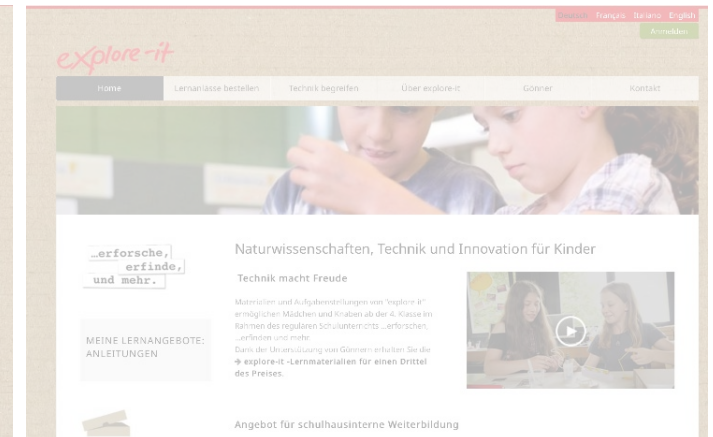 Deutsch Français Italiano English
Anmelden
explore-it
Home Lernanlässe bestellen Technik begreifen Über explore-it Gönner Kontakt
...erforsche,
erfinde,
und mehr.
Naturwissenschaften, Technik und Innovation für Kinder
Technik macht Freude
Materialien und Aufgabenstellungen von "explore-it"
ermöglichen Mädchen und Knaben ab der 4. Klasse im
Rahmen des regulären Schulunterrichts ...erforschen,
...erfinden und mehr.
Dank der Unterstützung von Gönnern erhalten Sie die
→ explore-it -Lernmaterialien für einen Drittel
des Preises.
MEINE LERNANGEBOTE:
ANLEITUNGEN
Angebot für schulhausinterne Weiterbildung